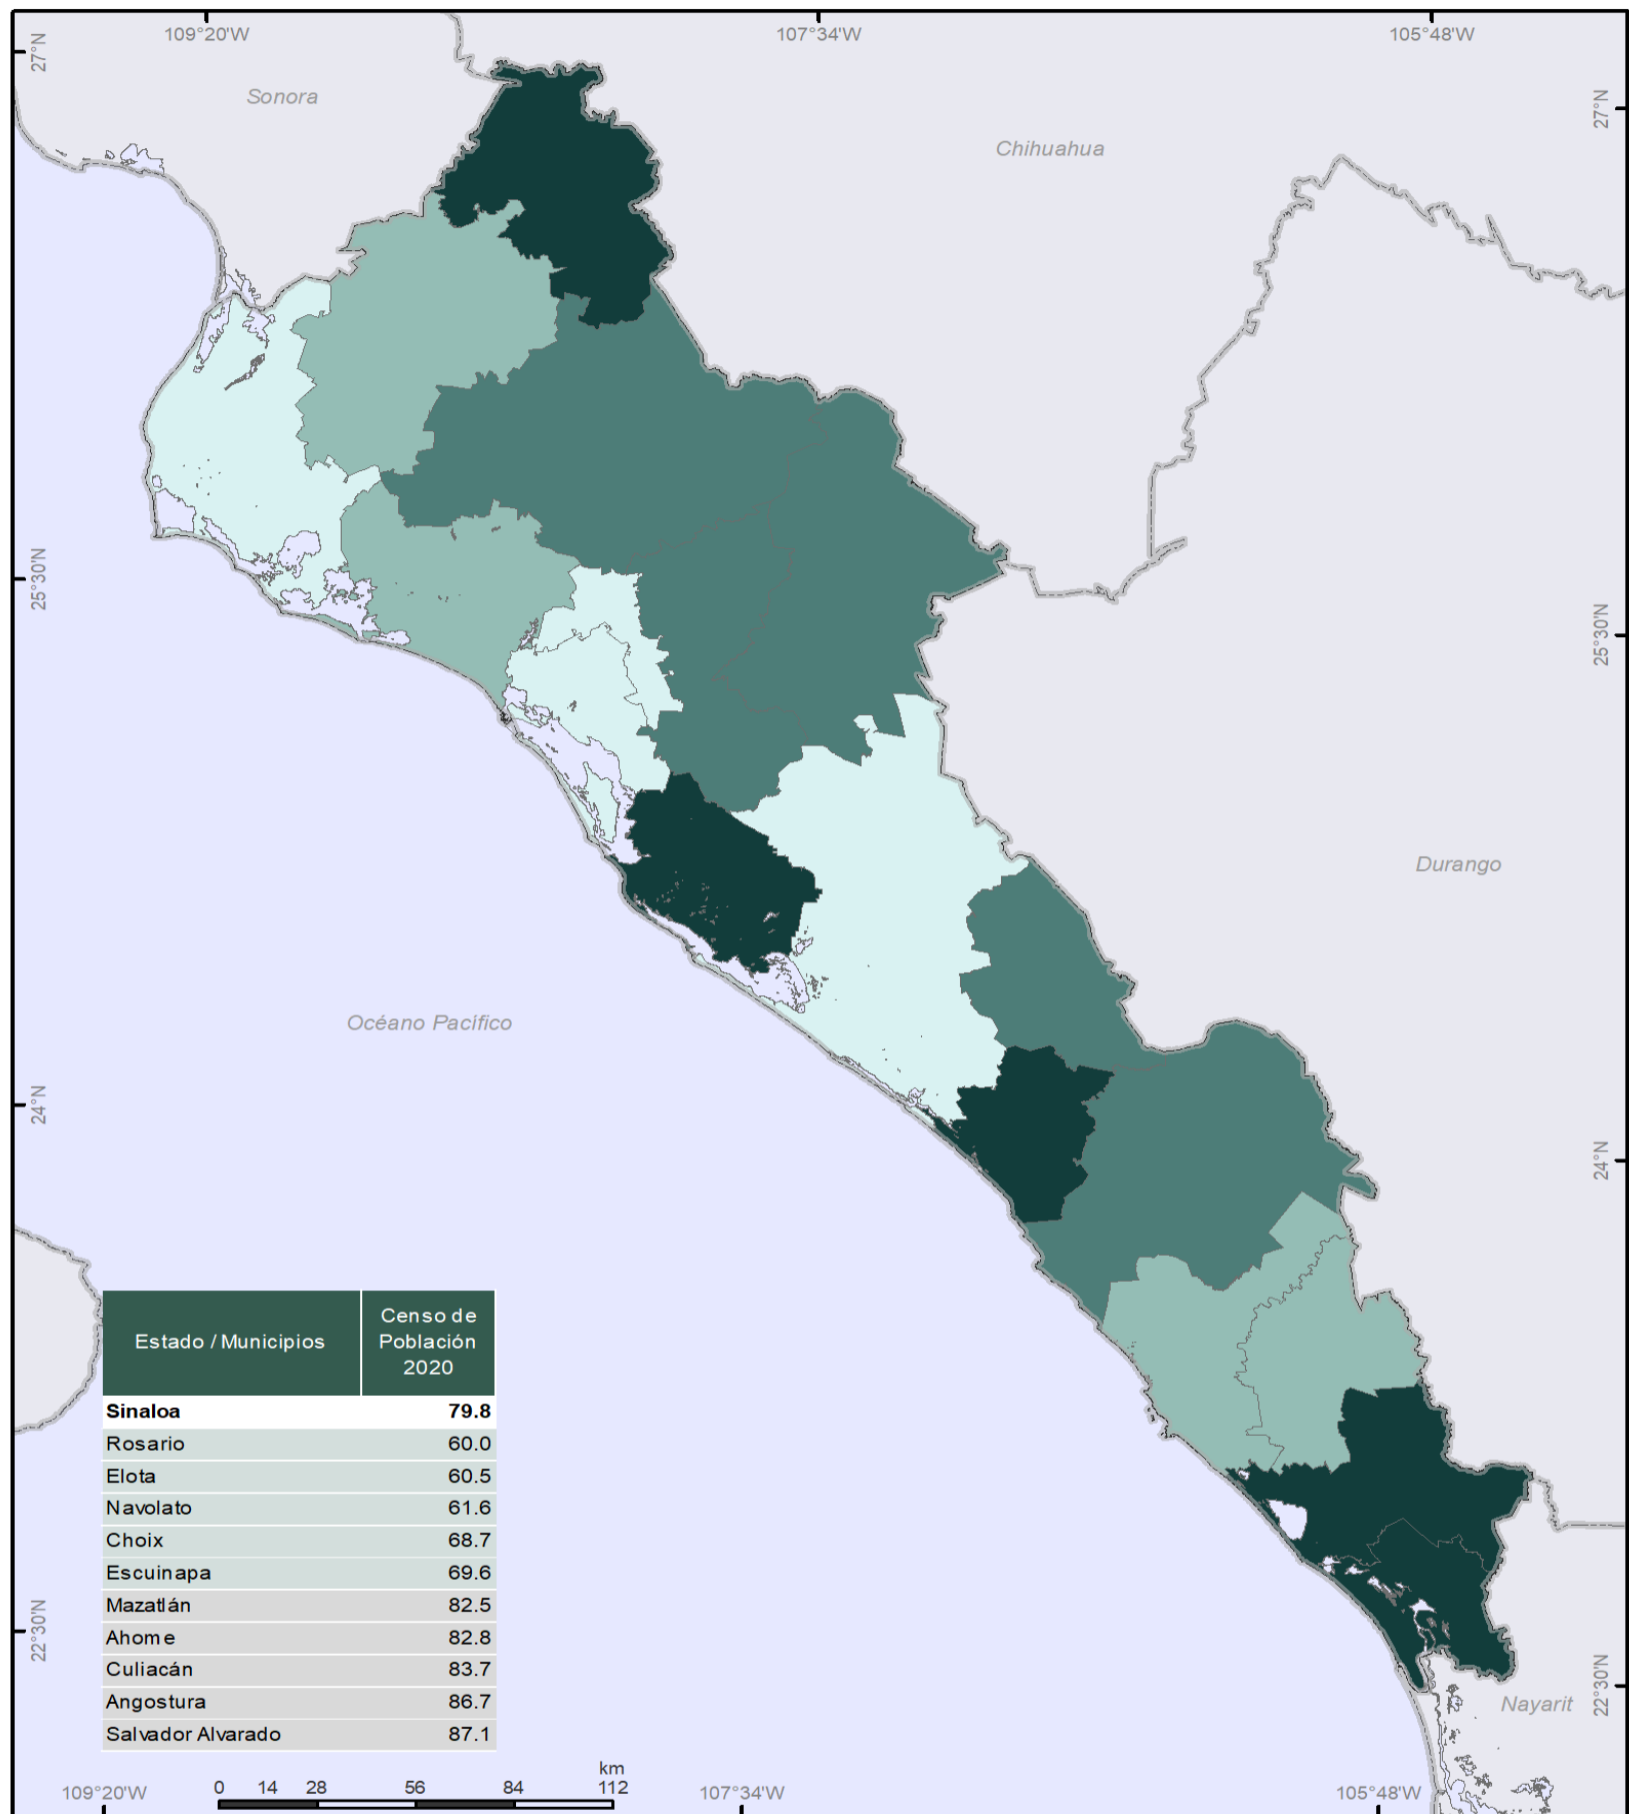 109°20'W 107°34'W 105°48'W
27°N
27°N
Sonora
Chihuahua
25°30'N
25°30'N
Durango
Océano Pacífico
24°N
24°N
Estado / Municipios
Censo de
Población
2020
Sinaloa 79.8
Rosario 60.0
Elota 60.5
Navolato 61.6
Choix 68.7
Escuinapa 69.6
Mazatlán 82.5
Ahome 82.8
Culiacán 83.7
Angostura 86.7
Salvador Alvarado 87.1
22°30'N
22°30'N
Nayarit
km
0 14 28 56 84 112
109°20'W 107°34'W 105°48'W